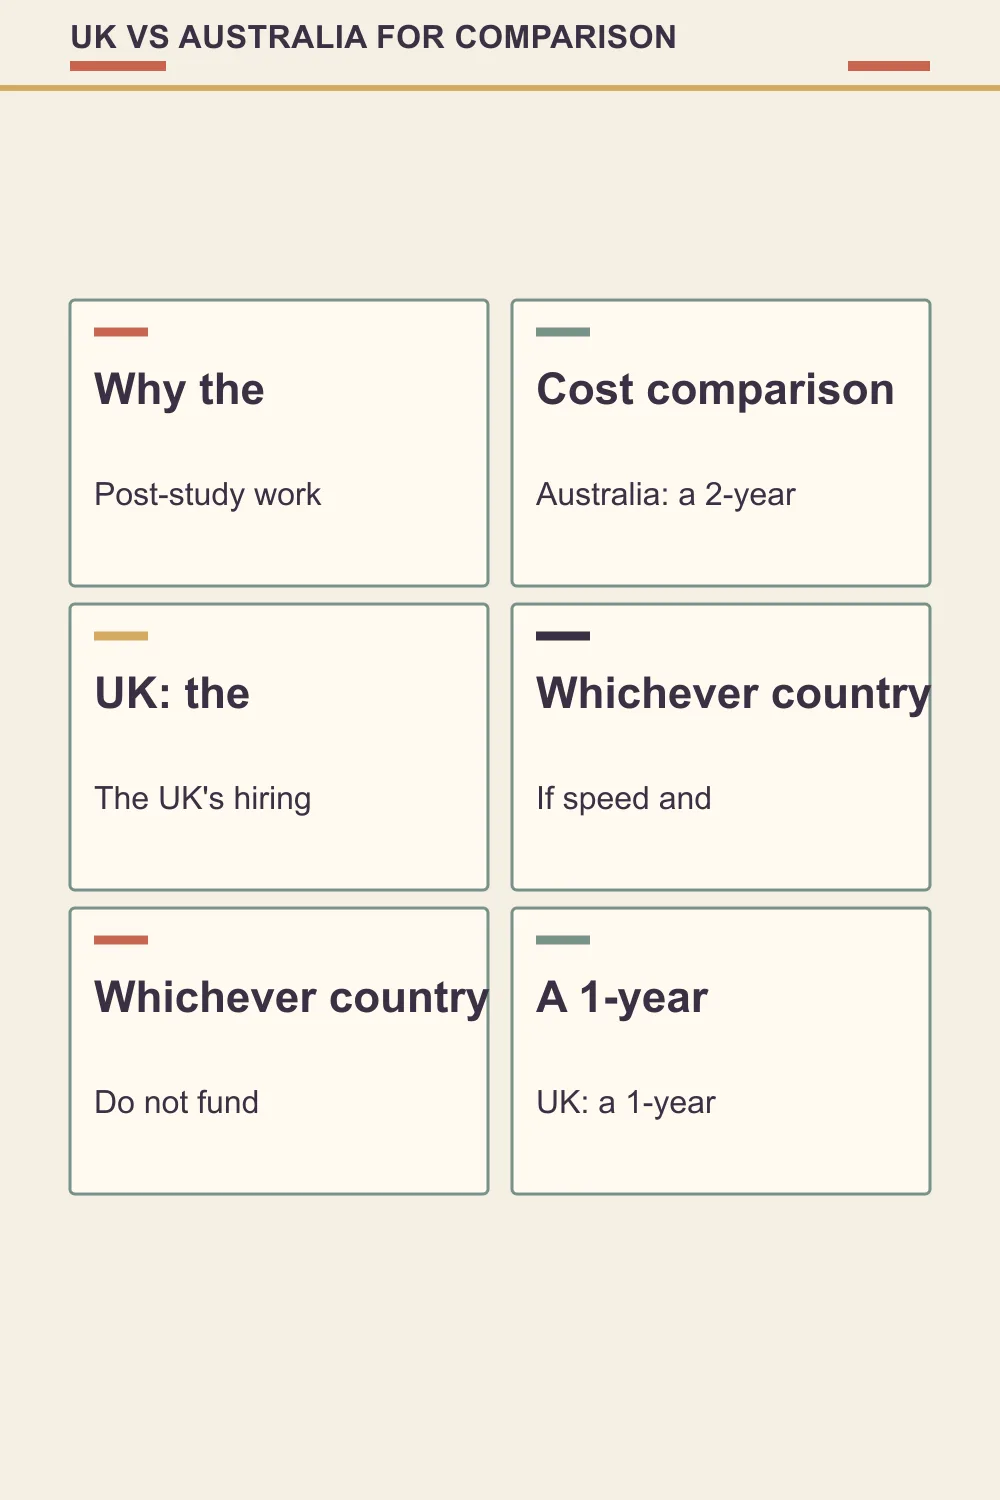 UK VS AUSTRALIA FOR COMPARISON
Why the
Post-study work
Cost comparison
Australia: a 2-year
UK: the
The UK's hiring
Whichever country
If speed and
Whichever country
Do not fund
A 1-year
UK: a 1-year